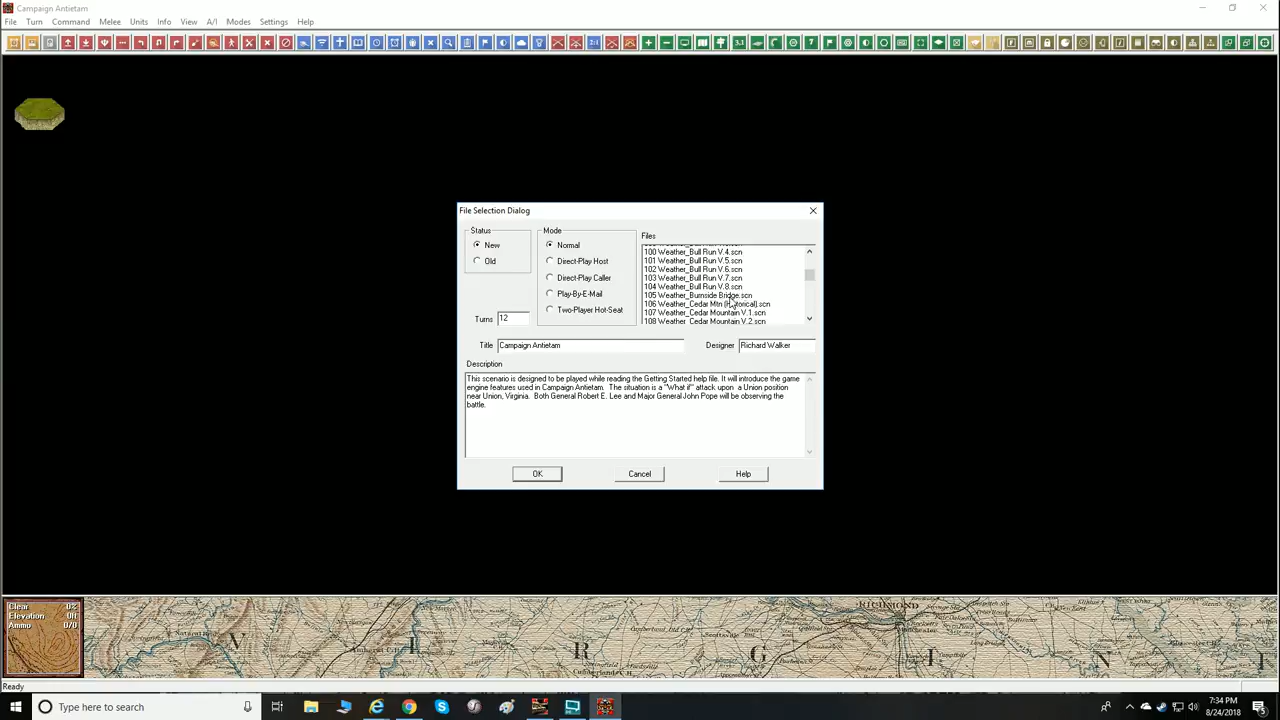 Campaign Antietam
File Turn Command Melee Units Info View A/I Modes Settings Help
File Selection Dialog
Status
New
Old
Mode
Normal
Direct-Play Host
Direct-Play Caller
Play-By-E-Mail
Two-Player Hot-Seat
Files
100 Weather_Bull Run V.4.scn
101 Weather_Bull Run V.5.scn
102 Weather_Bull Run V.6.scn
103 Weather_Bull Run V.7.scn
104 Weather_Bull Run V.8.scn
105 Weather_Burnside Bridge.scn
106 Weather_Cedar Mtn (Historical).scn
107 Weather_Cedar Mountain V.1.scn
108 Weather_Cedar Mountain V.2.scn
Turns 12
Title Campaign Antietam
Designer Richard Walker
Description
This scenario is designed to be played while reading the Getting Started help file. It will introduce the game
engine features used in Campaign Antietam. The situation is a "What if" attack upon a Union position
near Union, Virginia. Both General Robert E. Lee and Major General John Pope will be observing the
battle.
OK Cancel Help
Clear 0%
Elevation 0ft
Ammo 0/0
V I R G I N
RICHMOND
Ready
Type here to search
7:34 PM
8/24/2018